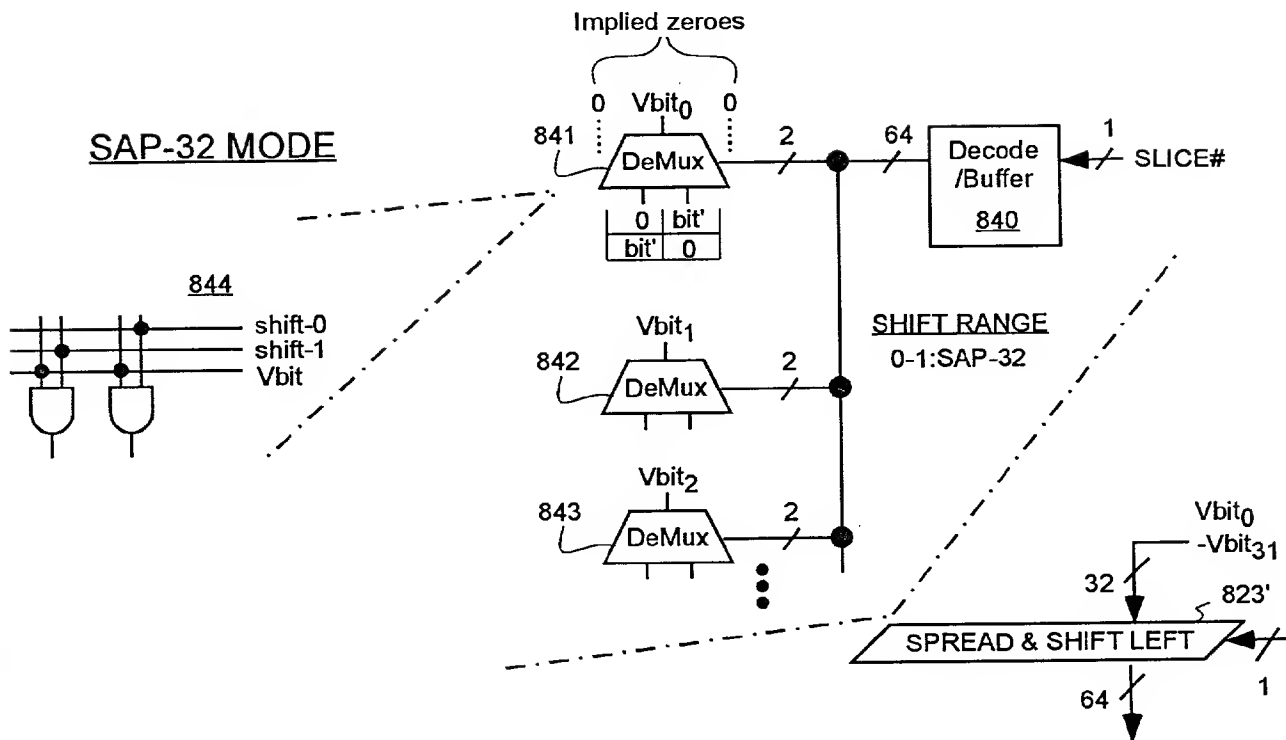 Implied zeroes
0 Vbit0 0
SAP-32 MODE
841
DeMux
2
64
Decode
/Buffer
840
1
SLICE#
0 bit'
bit' 0
844
shift-0
shift-1
Vbit
Vbit1
842
DeMux
2
SHIFT RANGE
0-1:SAP-32
Vbit2
843
DeMux
2
Vbit0
-Vbit31
32
823'
SPREAD & SHIFT LEFT
1
64